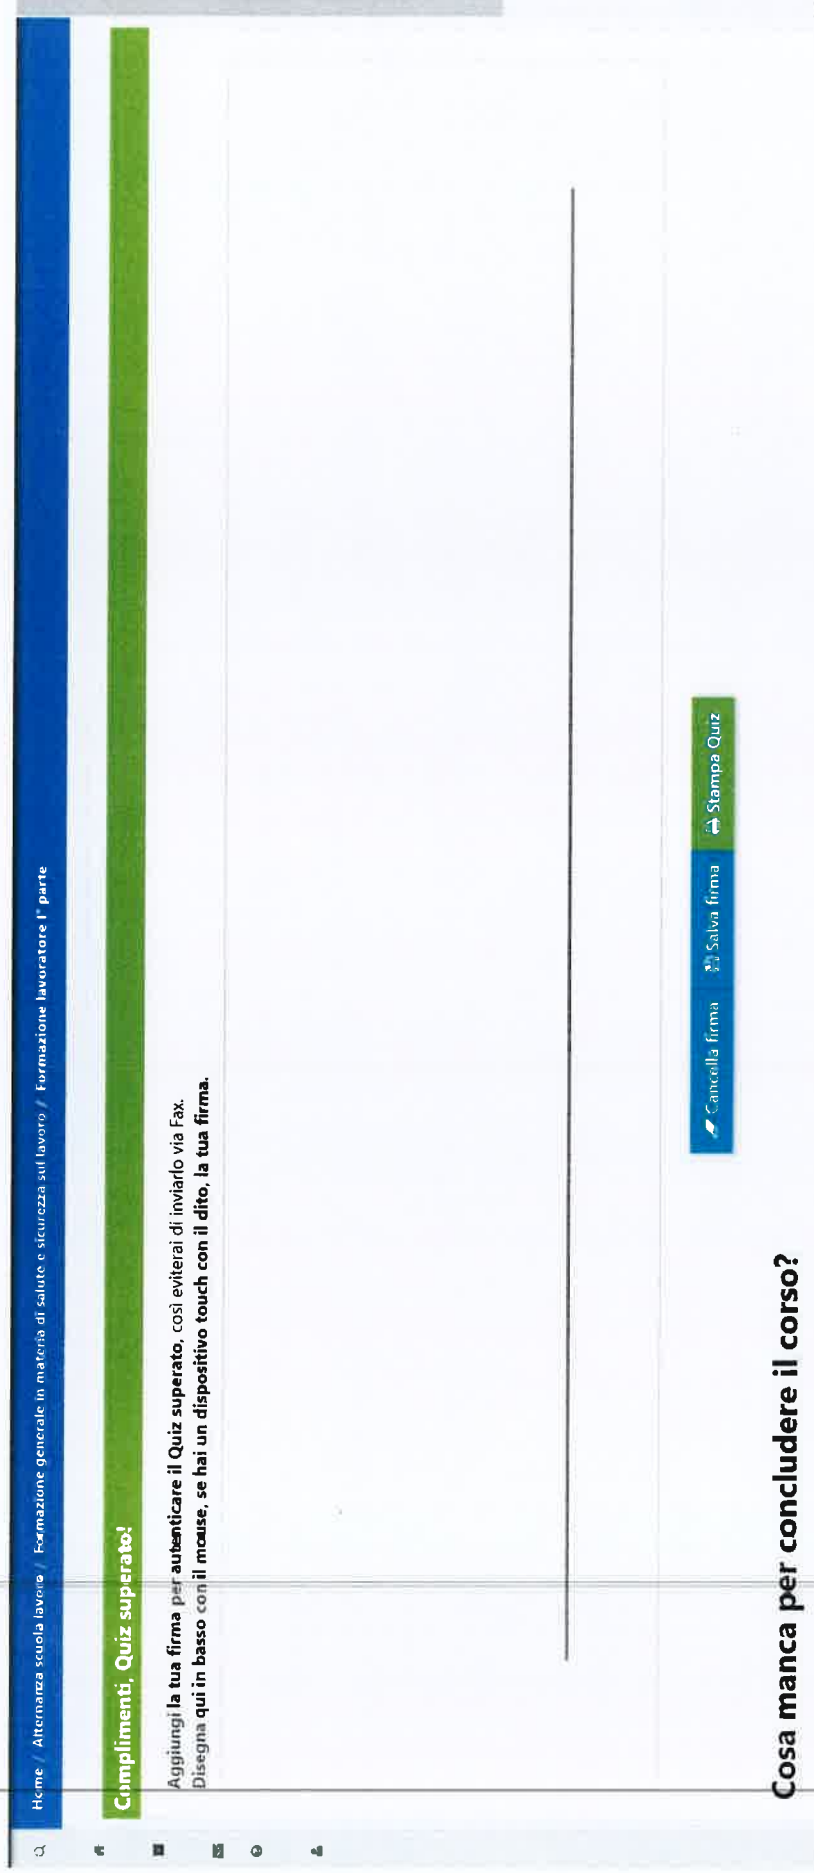 Home / Alternanza scuola lavoro / Formazione generale in materia di salute e sicurezza sul lavoro / Formazione lavoratore I° parte
Complimenti, Quiz superato!
Aggiungi la tua firma per autenticare il Quiz superato, così eviterai di inviarlo via Fax.
Disegna qui in basso con il mouse, se hai un dispositivo touch con il dito, la tua firma.
Cancella firma Salva firma Stampa Quiz
Cosa manca per concludere il corso?